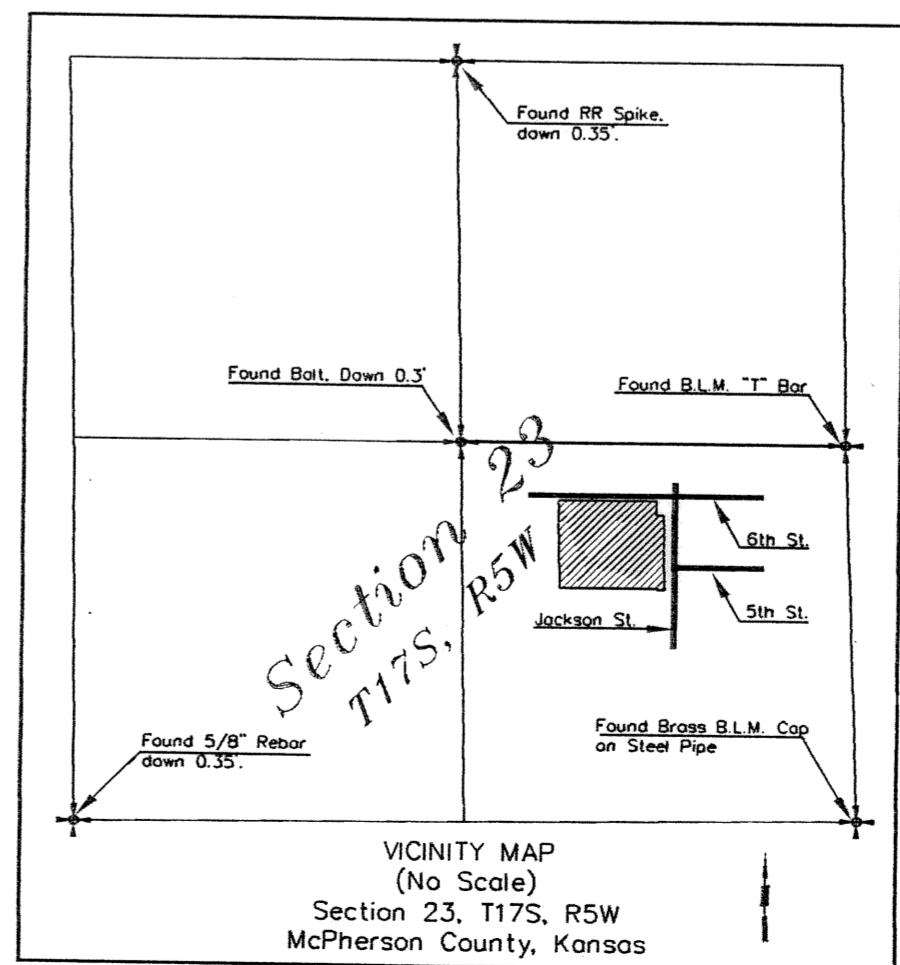 Found RR Spike.
down 0.35'.
Found Bolt. Down 0.3'
Found B.L.M. "T" Bar
Section 23
T17S, R5W
6th St.
5th St.
Jackson St.
Found 5/8" Rebar
down 0.35'.
Found Brass B.L.M. Cap
on Steel Pipe
VICINITY MAP
(No Scale)
Section 23, T17S, R5W
McPherson County, Kansas